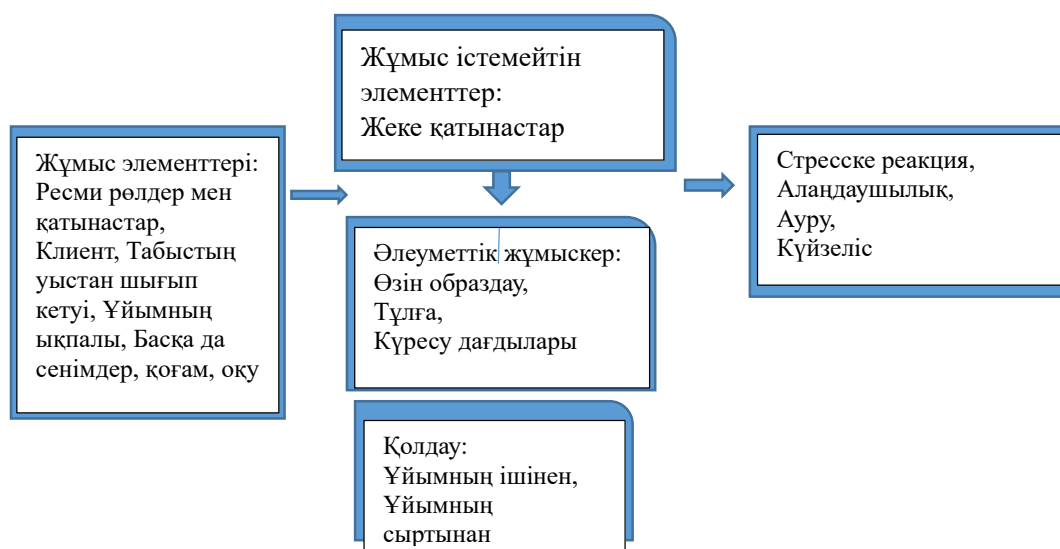 Жұмыс істемейтін
элементтер:
Жеке қатынастар
Жұмыс элементтері:
Ресми рөлдер мен
қатынастар,
Клиент, Табыстың
уыстан шығып
кетуі, Ұйымның
ықпалы, Басқа да
сенімдер, қоғам, оқу
Әлеуметтік жұмыскер:
Өзін образдау,
Тұлға,
Күресу дағдылары
Стресске реакция,
Алаңдаушылық,
Ауру,
Күйзеліс
Қолдау:
Ұйымның ішінен,
Ұйымның
сыртынан